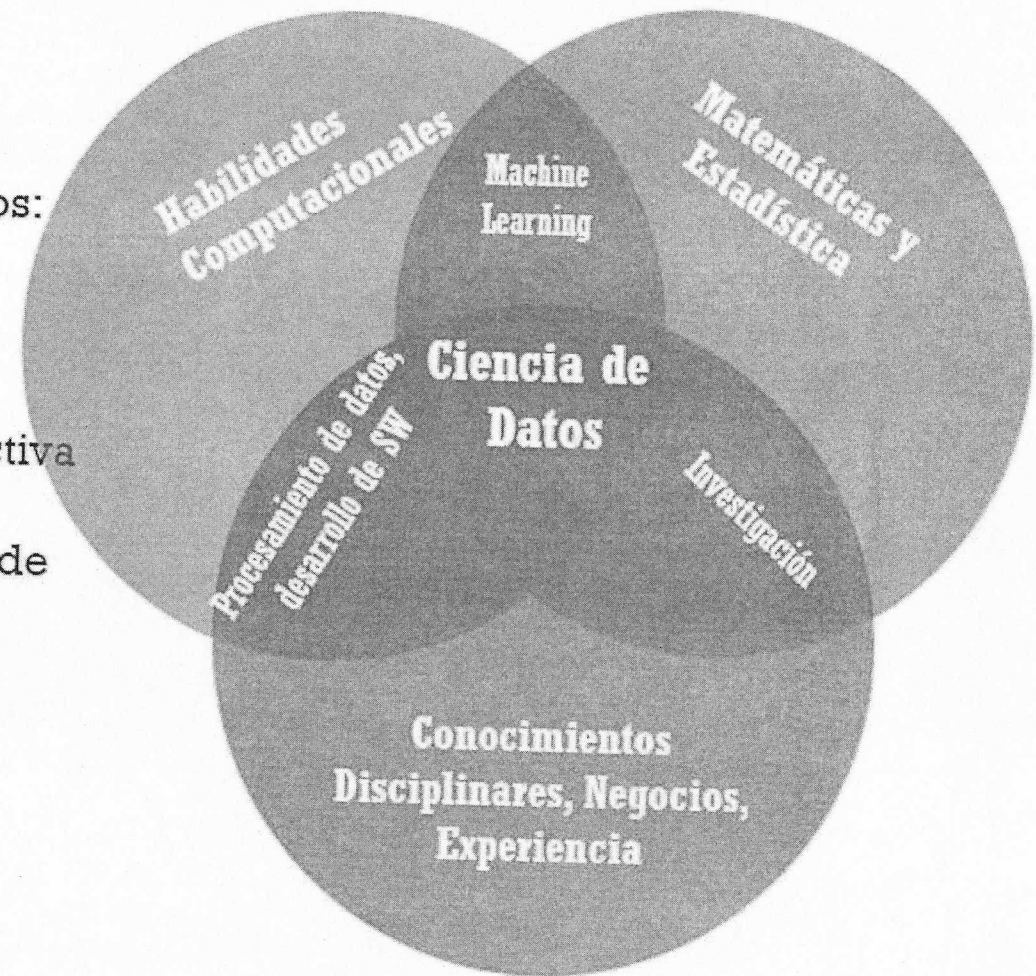 os:
ctiva
de
Habilidades
Computacionales
Machine
Learning
Matemáticas y
Estadística
Ciencia de
Datos
Procesamiento de datos,
desarrollo de SW
Investigación
Conocimientos
Disciplinares, Negocios,
Experiencia